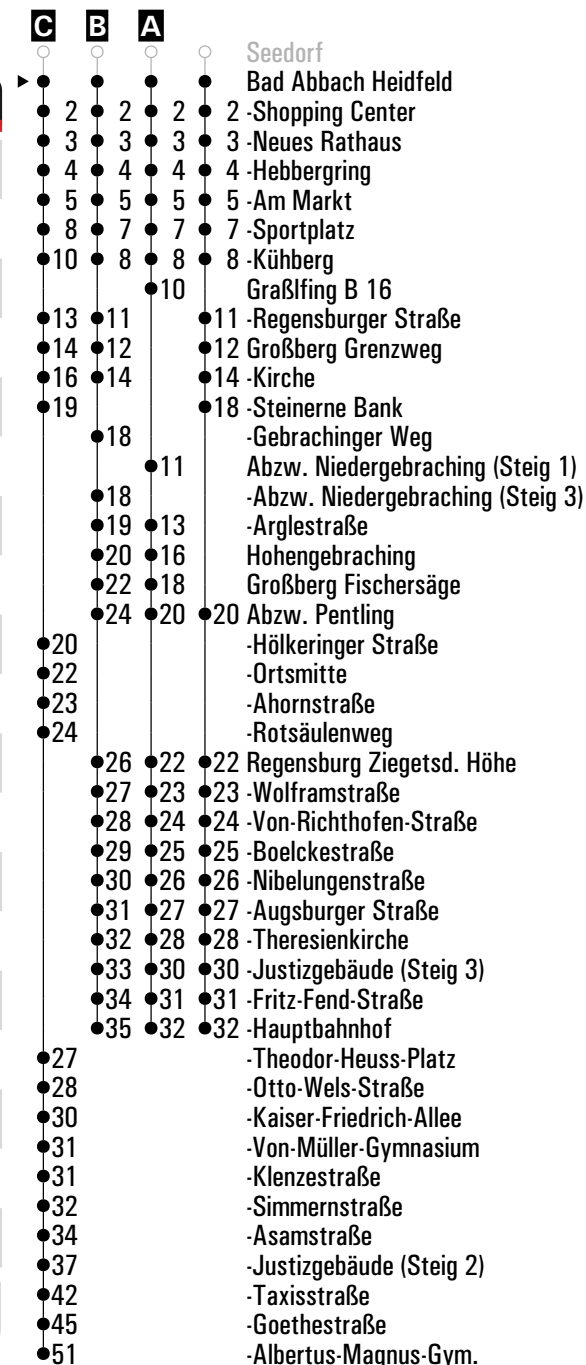 C B A
Seedorf
Bad Abbach Heidfeld
2 2 2 2 -Shopping Center
3 3 3 3 -Neues Rathaus
4 4 4 4 -Hebbergring
5 5 5 5 -Am Markt
8 7 7 7 -Sportplatz
10 8 8 8 -Kühberg
10 Graßlfing B 16
13 11 11 -Regensburger Straße
14 12 12 Großberg Grenzweg
16 14 14 -Kirche
19 18 -Steinerne Bank
18 -Gebrachinger Weg
11 Abzw. Niedergebraching (Steig 1)
18 -Abzw. Niedergebraching (Steig 3)
19 13 -Arglestraße
20 16 Hohengebraching
22 18 Großberg Fischersäge
24 20 20 Abzw. Pentling
20 -Hölkeringer Straße
22 -Ortsmitte
23 -Ahornstraße
24 -Rotsäulenweg
26 22 22 Regensburg Ziegetsd. Höhe
27 23 23 -Wolframstraße
28 24 24 -Von-Richthofen-Straße
29 25 25 -Boelckestraße
30 26 26 -Nibelungenstraße
31 27 27 -Augsburger Straße
32 28 28 -Theresienkirche
33 30 30 -Justizgebäude (Steig 3)
34 31 31 -Fritz-Fend-Straße
35 32 32 -Hauptbahnhof
27 -Theodor-Heuss-Platz
28 -Otto-Wels-Straße
30 -Kaiser-Friedrich-Allee
31 -Von-Müller-Gymnasium
31 -Klenzestraße
32 -Simmernstraße
34 -Asamstraße
37 -Justizgebäude (Steig 2)
42 -Taxisstraße
45 -Goethestraße
51 -Albertus-Magnus-Gym.